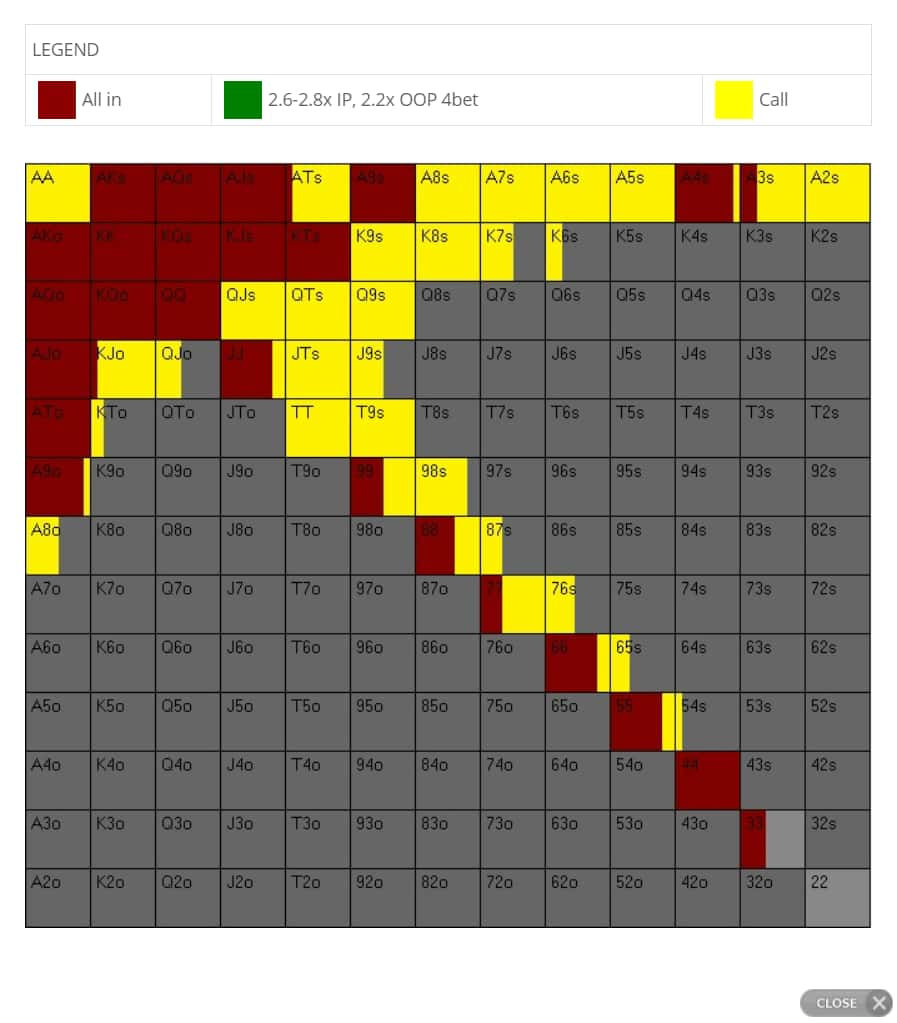 LEGEND
All in 2.6-2.8x IP, 2.2x OOP 4bet Call
AA AKs AQs AJs ATs A9s A8s A7s A6s A5s A4s A3s A2s
AKo KK KQs KJs KTs K9s K8s K7s K6s K5s K4s K3s K2s
AQo KQo QQ QJs QTs Q9s Q8s Q7s Q6s Q5s Q4s Q3s Q2s
AJo KJo QJo JJ JTs J9s J8s J7s J6s J5s J4s J3s J2s
ATo KTo QTo JTo TT T9s T8s T7s T6s T5s T4s T3s T2s
A9o K9o Q9o J9o T9o 99 98s 97s 96s 95s 94s 93s 92s
A8o K8o Q8o J8o T8o 98o 88 87s 86s 85s 84s 83s 82s
A7o K7o Q7o J7o T7o 97o 87o 77 76s 75s 74s 73s 72s
A6o K6o Q6o J6o T6o 96o 86o 76o 66 65s 64s 63s 62s
A5o K5o Q5o J5o T5o 95o 85o 75o 65o 55 54s 53s 52s
A4o K4o Q4o J4o T4o 94o 84o 74o 64o 54o 44 43s 42s
A3o K3o Q3o J3o T3o 93o 83o 73o 63o 53o 43o 33 32s
A2o K2o Q2o J2o T2o 92o 82o 72o 62o 52o 42o 32o 22
CLOSE